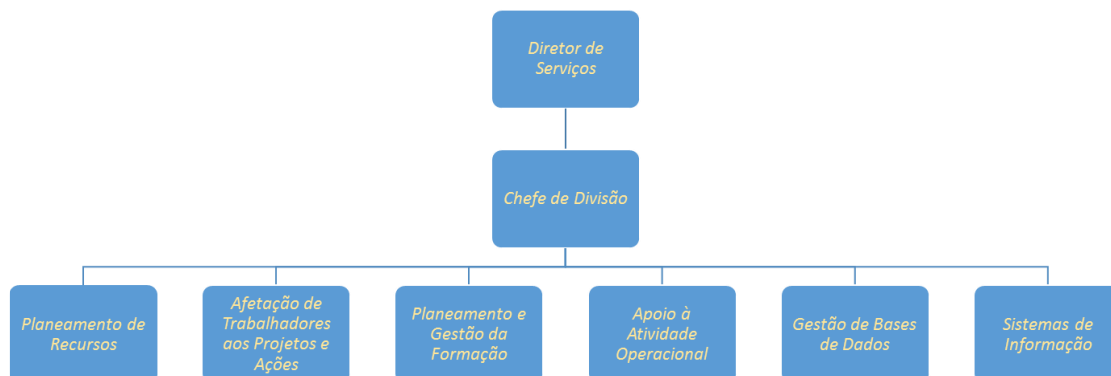 Diretor de
Serviços
Chefe de Divisão
Planeamento de
Recursos
Afetação de
Trabalhadores
aos Projetos e
Ações
Planeamento e
Gestão da
Formação
Apoio à
Atividade
Operacional
Gestão de Bases
de Dados
Sistemas de
Informação